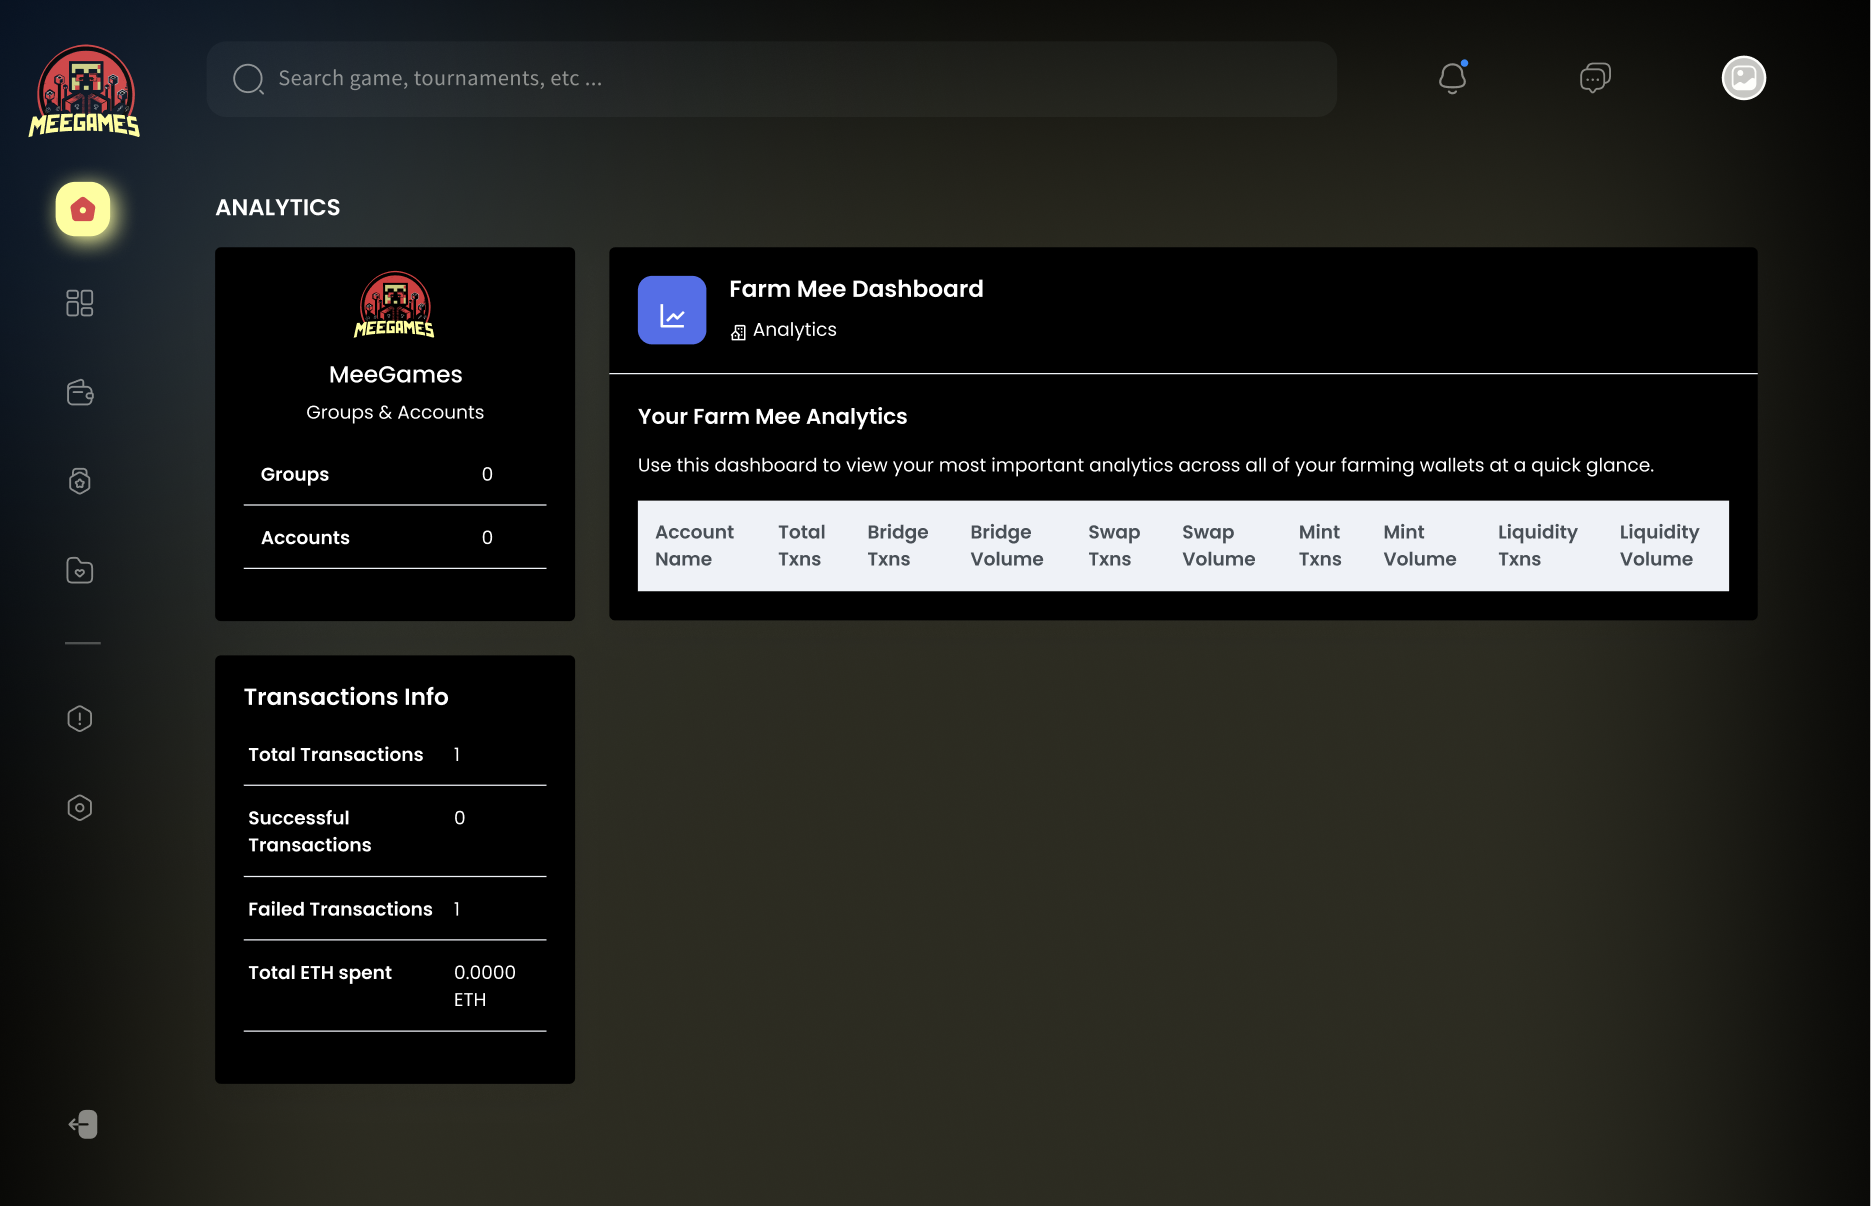 MEEGAMES
Search game, tournaments, etc ...
ANALYTICS
MEEGAMES
MeeGames
Groups & Accounts
Groups 0
Accounts 0
Farm Mee Dashboard
Analytics
Your Farm Mee Analytics
Use this dashboard to view your most important analytics across all of your farming wallets at a quick glance.
Account Total Bridge Bridge Swap Swap Mint Mint Liquidity Liquidity
Name Txns Txns Volume Txns Volume Txns Volume Txns Volume
Transactions Info
Total Transactions 1
Successful 0
Transactions
Failed Transactions 1
Total ETH spent 0.0000
ETH